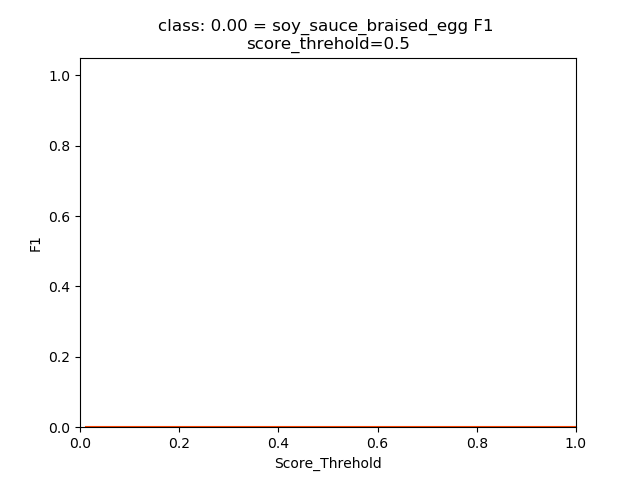 class: 0.00 = soy_sauce_braised_egg F1
score_threhold=0.5
1.0
0.8
0.6
0.4
0.2
0.0
F1
0.0 0.2 0.4 0.6 0.8 1.0
Score_Threhold